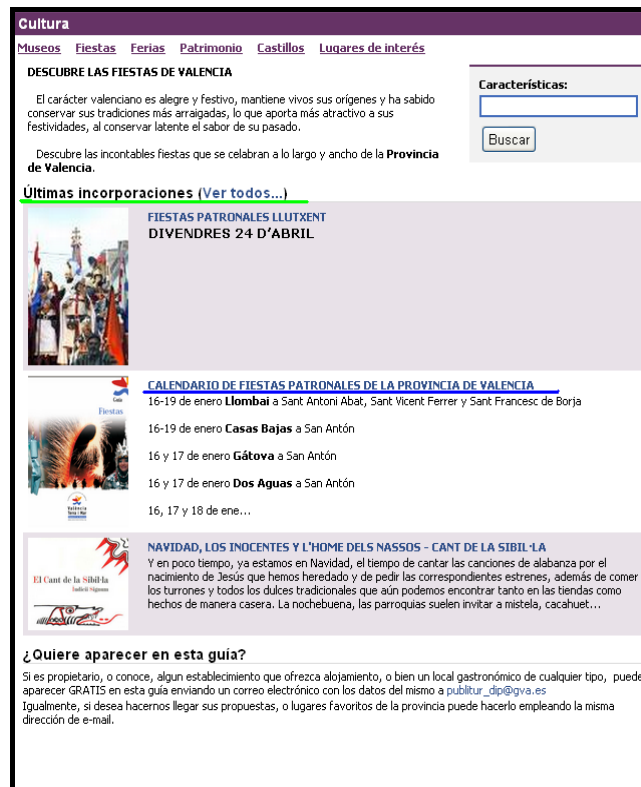 Cultura
Museos Fiestas Ferias Patrimonio Castillos Lugares de interés
DESCUBRE LAS FIESTAS DE VALENCIA
El carácter valenciano es alegre y festivo, mantiene vivos sus orígenes y ha sabido
conservar sus tradiciones más arraigadas, lo que aporta más atractivo a sus
festividades, al conservar latente el sabor de su pasado.
Descubre las incontables fiestas que se celabran a lo largo y ancho de la Provincia
de Valencia.
Características:
Buscar
Últimas incorporaciones (Ver todos...)
FIESTAS PATRONALES LLUTXENT
DIVENDRES 24 D'ABRIL
Fiestas
CALENDARIO DE FIESTAS PATRONALES DE LA PROVINCIA DE VALENCIA
16-19 de enero Llombai a Sant Antoni Abat, Sant Vicent Ferrer y Sant Francesc de Borja
16-19 de enero Casas Bajas a San Antón
16 y 17 de enero Gátova a San Antón
16 y 17 de enero Dos Aguas a San Antón
16, 17 y 18 de ene...
El Cant de la Sibil·la
Judicii Signum
NAVIDAD, LOS INOCENTES Y L'HOME DELS NASSOS - CANT DE LA SIBIL·LA
Y en poco tiempo, ya estamos en Navidad, el tiempo de cantar las canciones de alabanza por el
nacimiento de Jesús que hemos heredado y de pedir las correspondientes estrenes, además de comer
los turrones y todos los dulces tradicionales que aún podemos encontrar tanto en las tiendas como
hechos de manera casera. La nochebuena, las parroquias suelen invitar a mistela, cacahuet...
¿Quiere aparecer en esta guía?
Si es propietario, o conoce, algun establecimiento que ofrezca alojamiento, o bien un local gastronómico de cualquier tipo, puede
aparecer GRATIS en esta guía enviando un correo electrónico con los datos del mismo a publitur_dip@gva.es
Igualmente, si desea hacernos llegar sus propuestas, o lugares favoritos de la provincia puede hacerlo empleando la misma
dirección de e-mail.